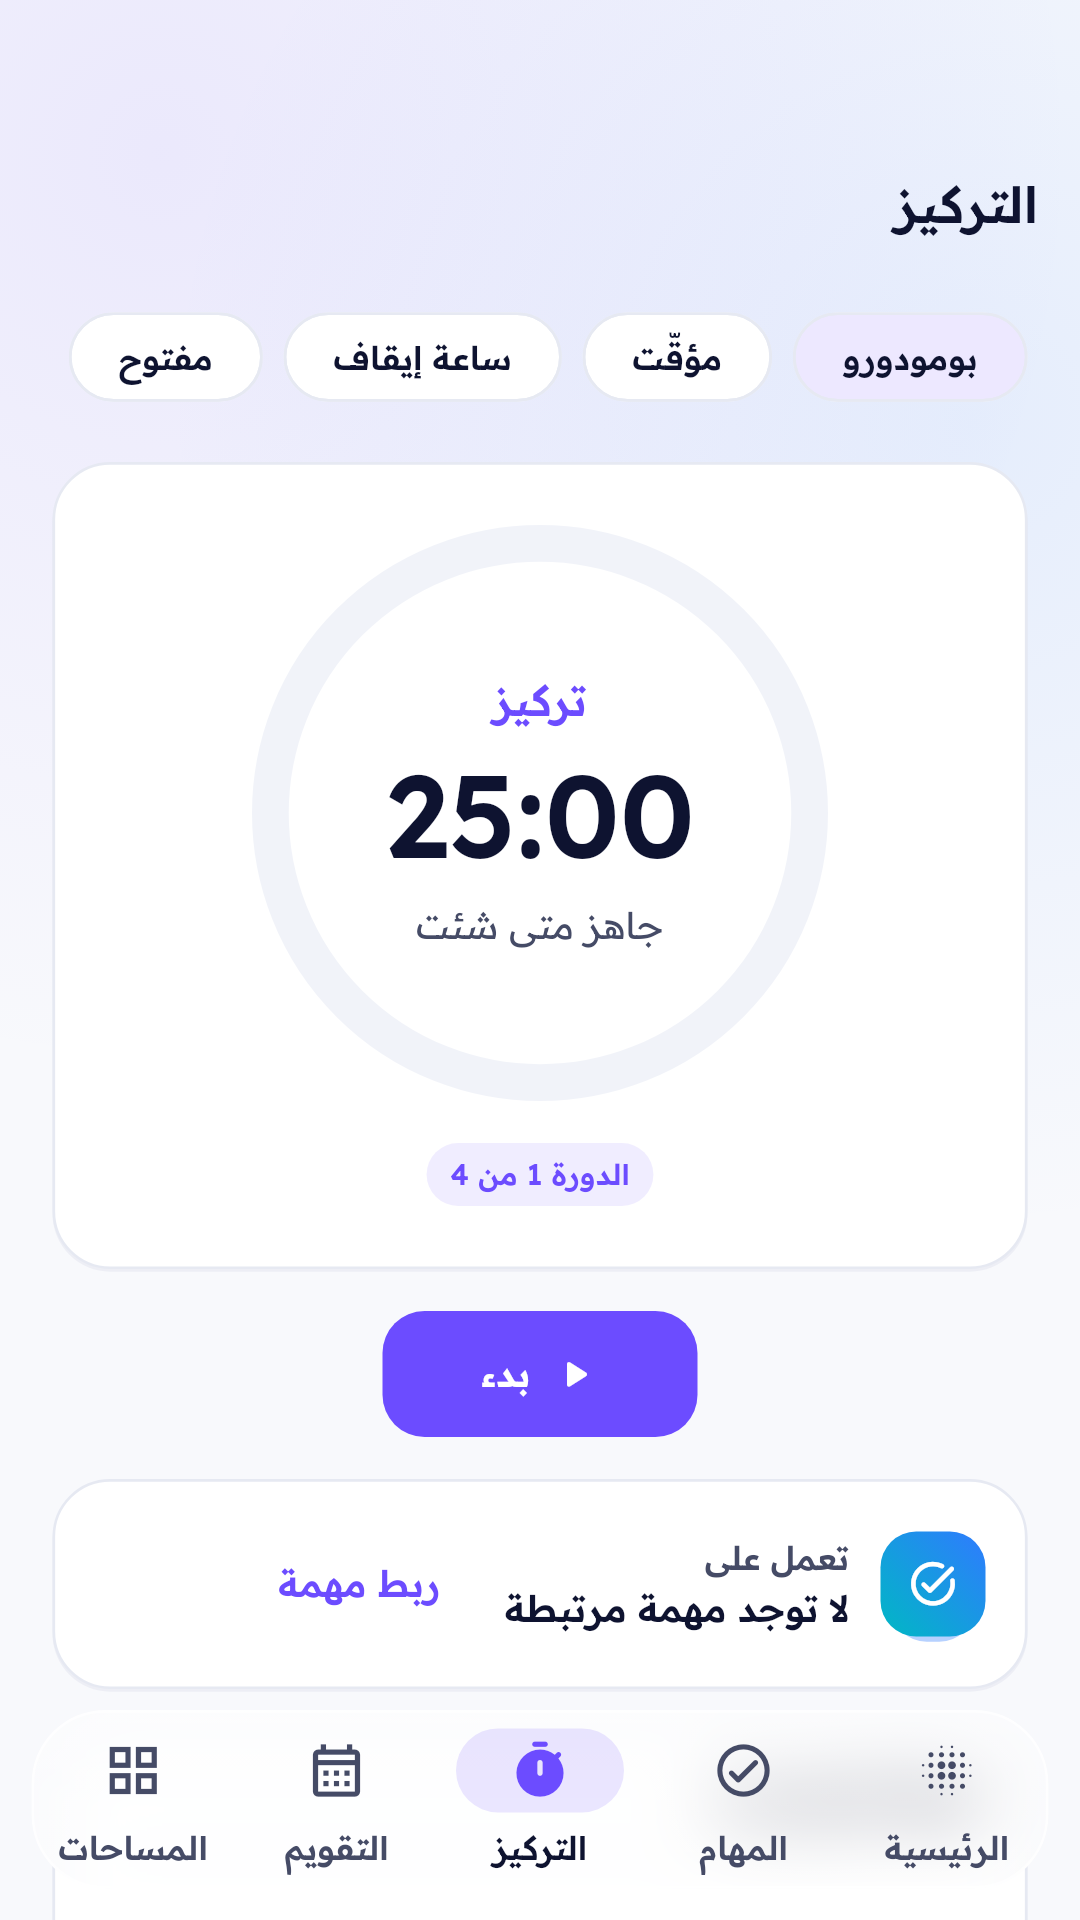 التركيز
بومودورو
مؤقّت
ساعة إيقاف
مفتوح
تركيز
25:00
جاهز متى شئت
الدورة 1 من 4
بدء
تعمل على
لا توجد مهمة مرتبطة
ربط مهمة
الرئيسية
المهام
التركيز
التقويم
المساحات